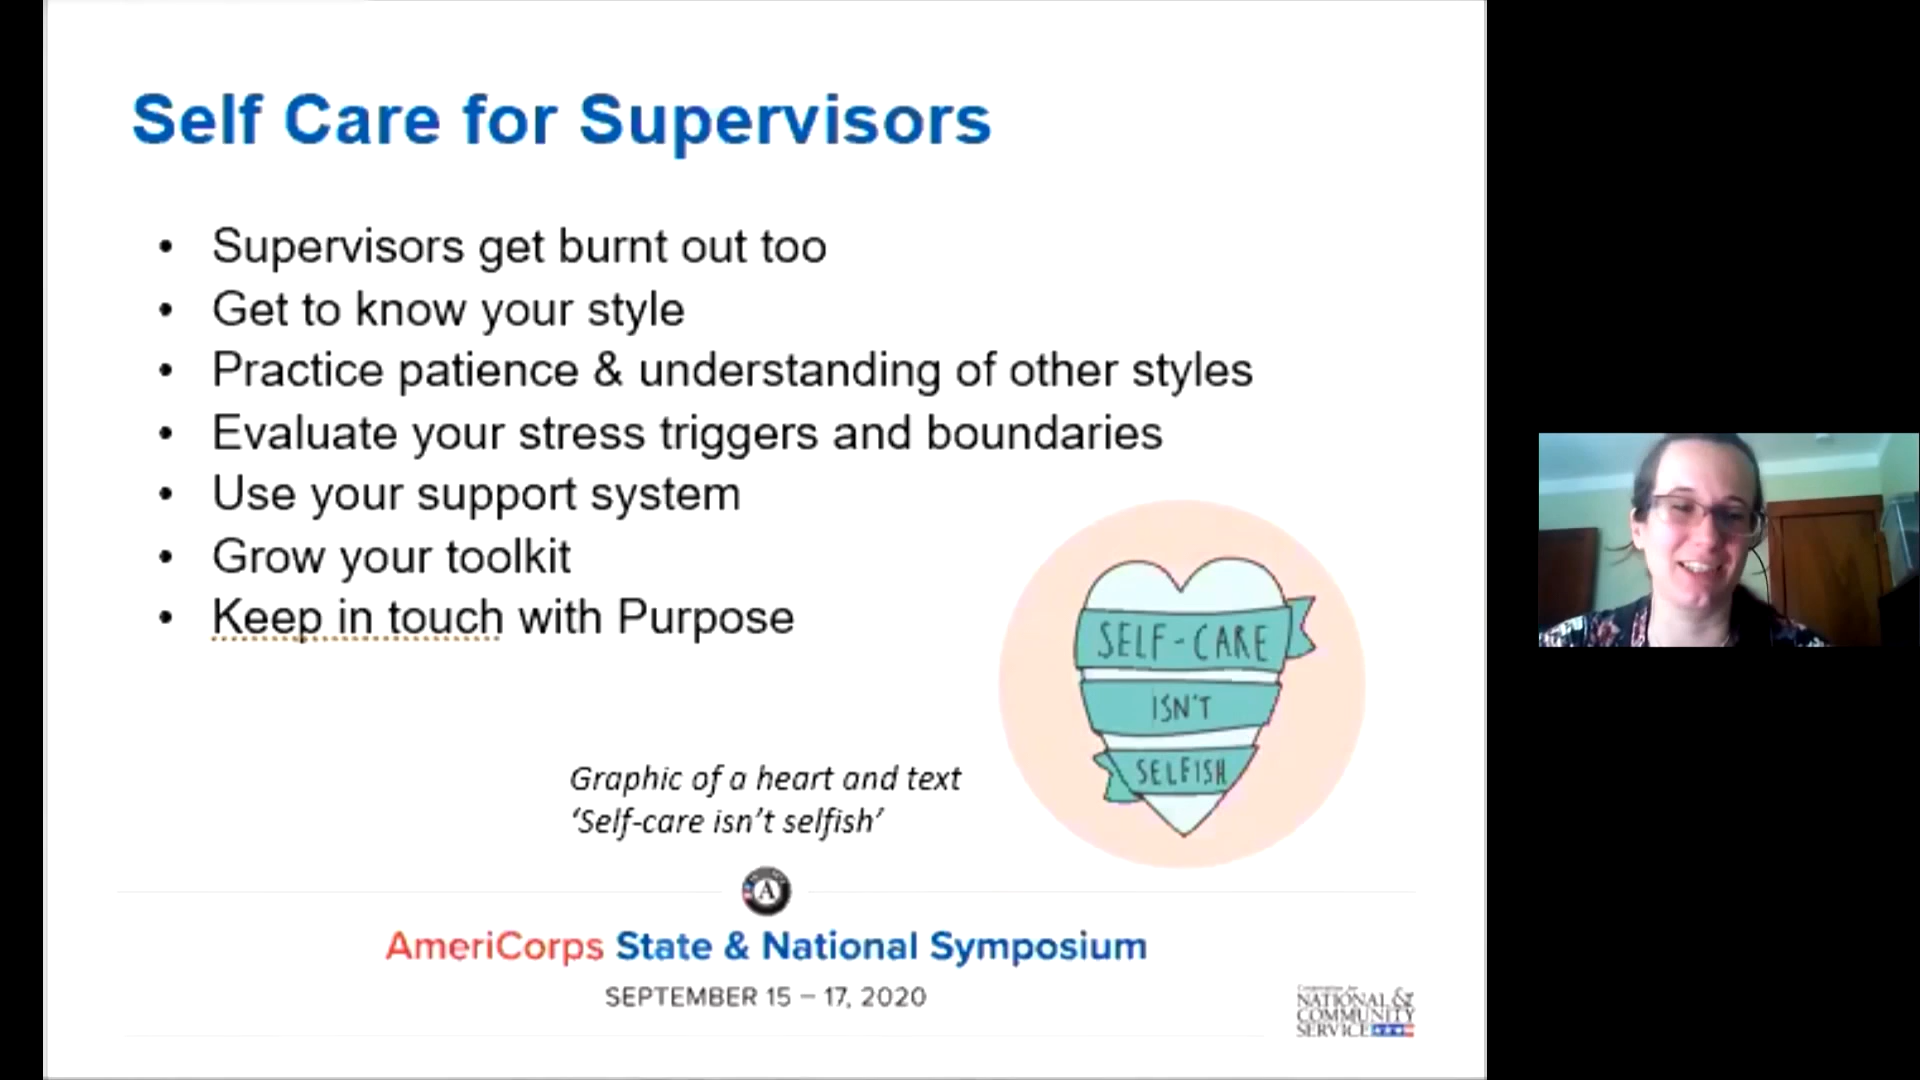 Self Care for Supervisors
• Supervisors get burnt out too
• Get to know your style
• Practice patience & understanding of other styles
• Evaluate your stress triggers and boundaries
• Use your support system
• Grow your toolkit
• Keep in touch with Purpose
SELF-CARE
ISN'T
SELFISH
Graphic of a heart and text
‘Self-care isn’t selfish’
A
AmeriCorps State & National Symposium
SEPTEMBER 15 – 17, 2020
NATIONAL &
COMMUNITY
SERVICE